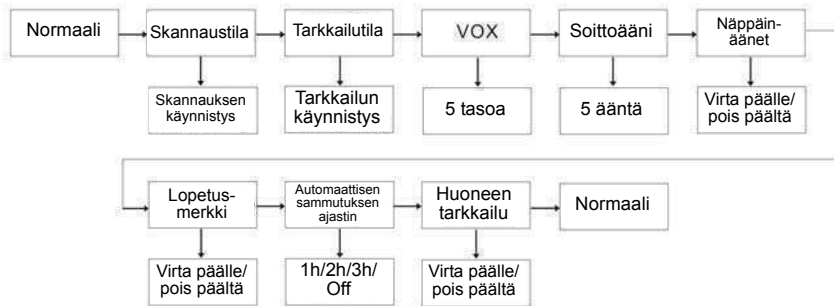 Normaali
Skannaustila
Tarkkailutila
VOX
Soittoääni
Näppäin-
äänet
Skannauksen
käynnistys
Tarkkailun
käynnistys
5 tasoa
5 ääntä
Virta päälle/
pois päältä
Lopetus-
merkki
Automaattisen
sammutuksen
ajastin
Huoneen
tarkkailu
Normaali
Virta päälle/
pois päältä
1h/2h/3h/
Off
Virta päälle/
pois päältä